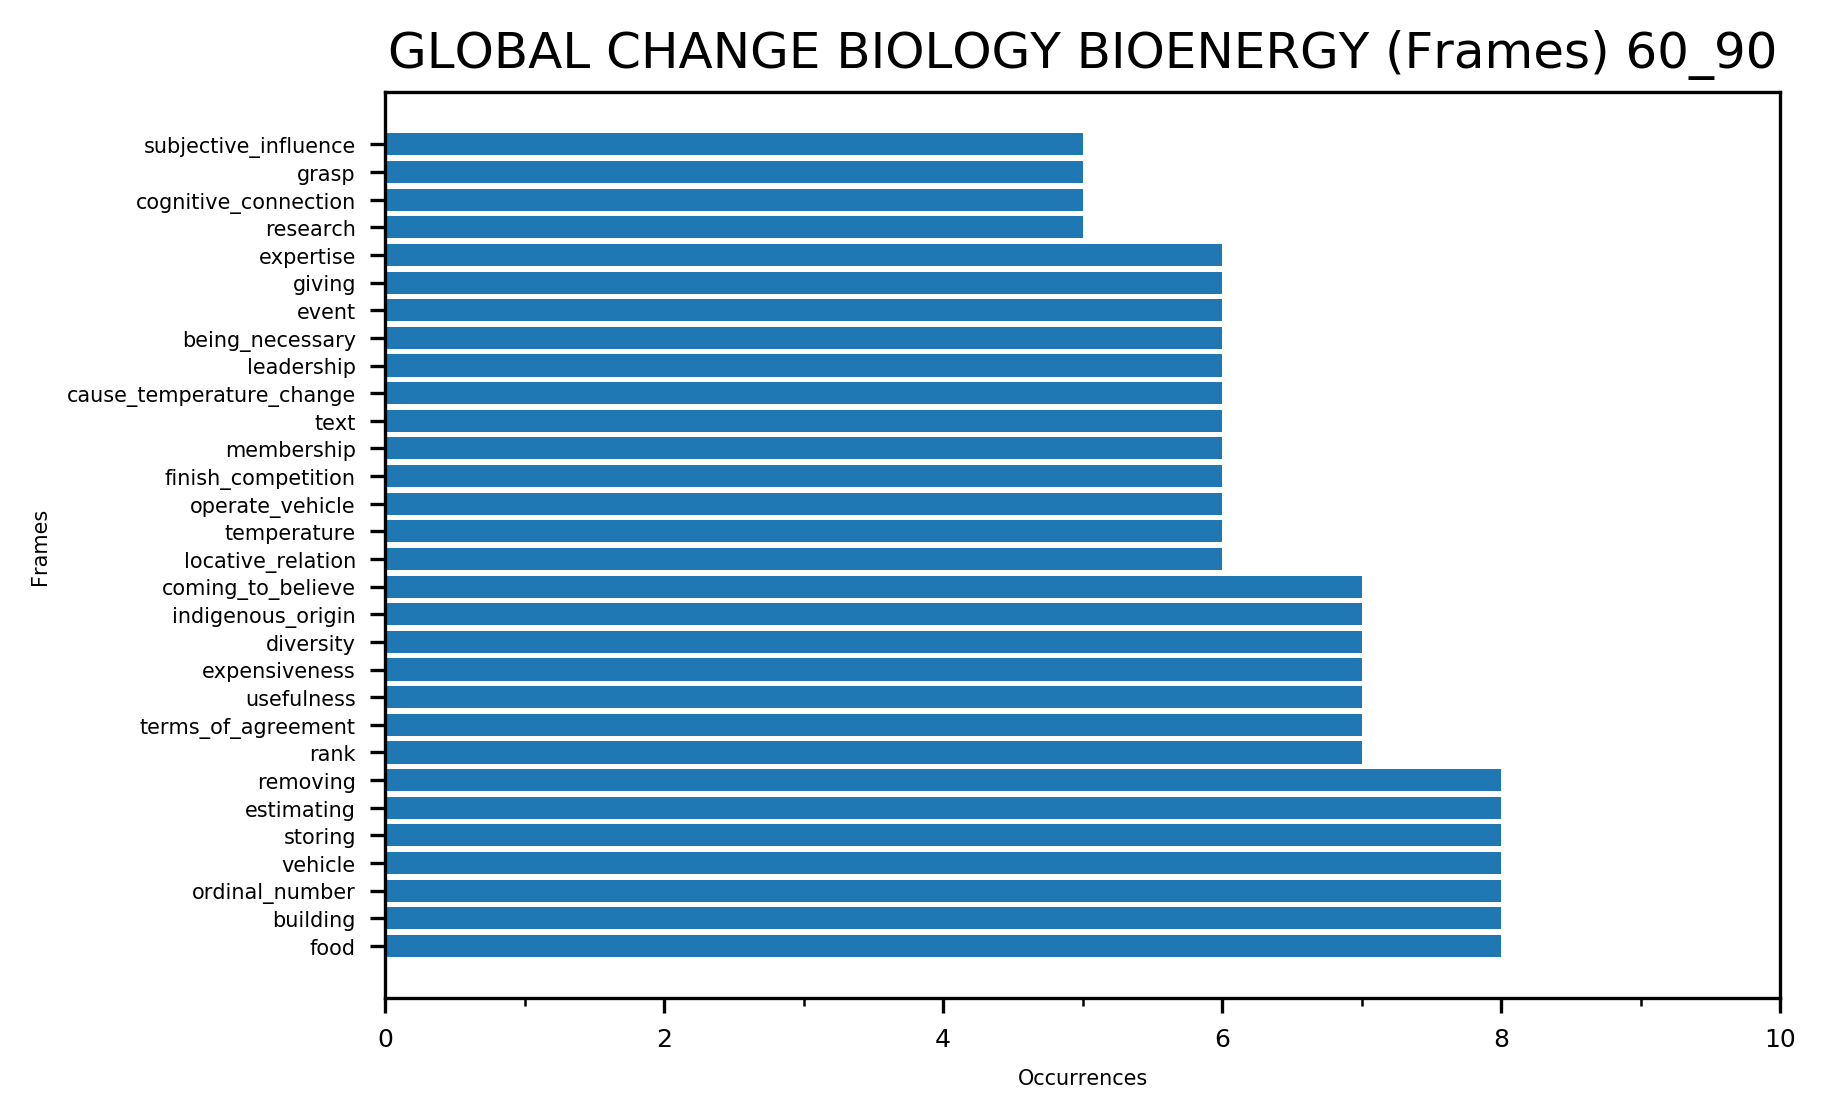 GLOBAL CHANGE BIOLOGY BIOENERGY (Frames) 60_90
subjective_influence
grasp
cognitive_connection
research
expertise
giving
event
being_necessary
leadership
cause_temperature_change
text
membership
finish_competition
operate_vehicle
temperature
locative_relation
coming_to_believe
indigenous_origin
diversity
expensiveness
usefulness
terms_of_agreement
rank
removing
estimating
storing
vehicle
ordinal_number
building
food
Frames
0 2 4 6 8 10
Occurrences